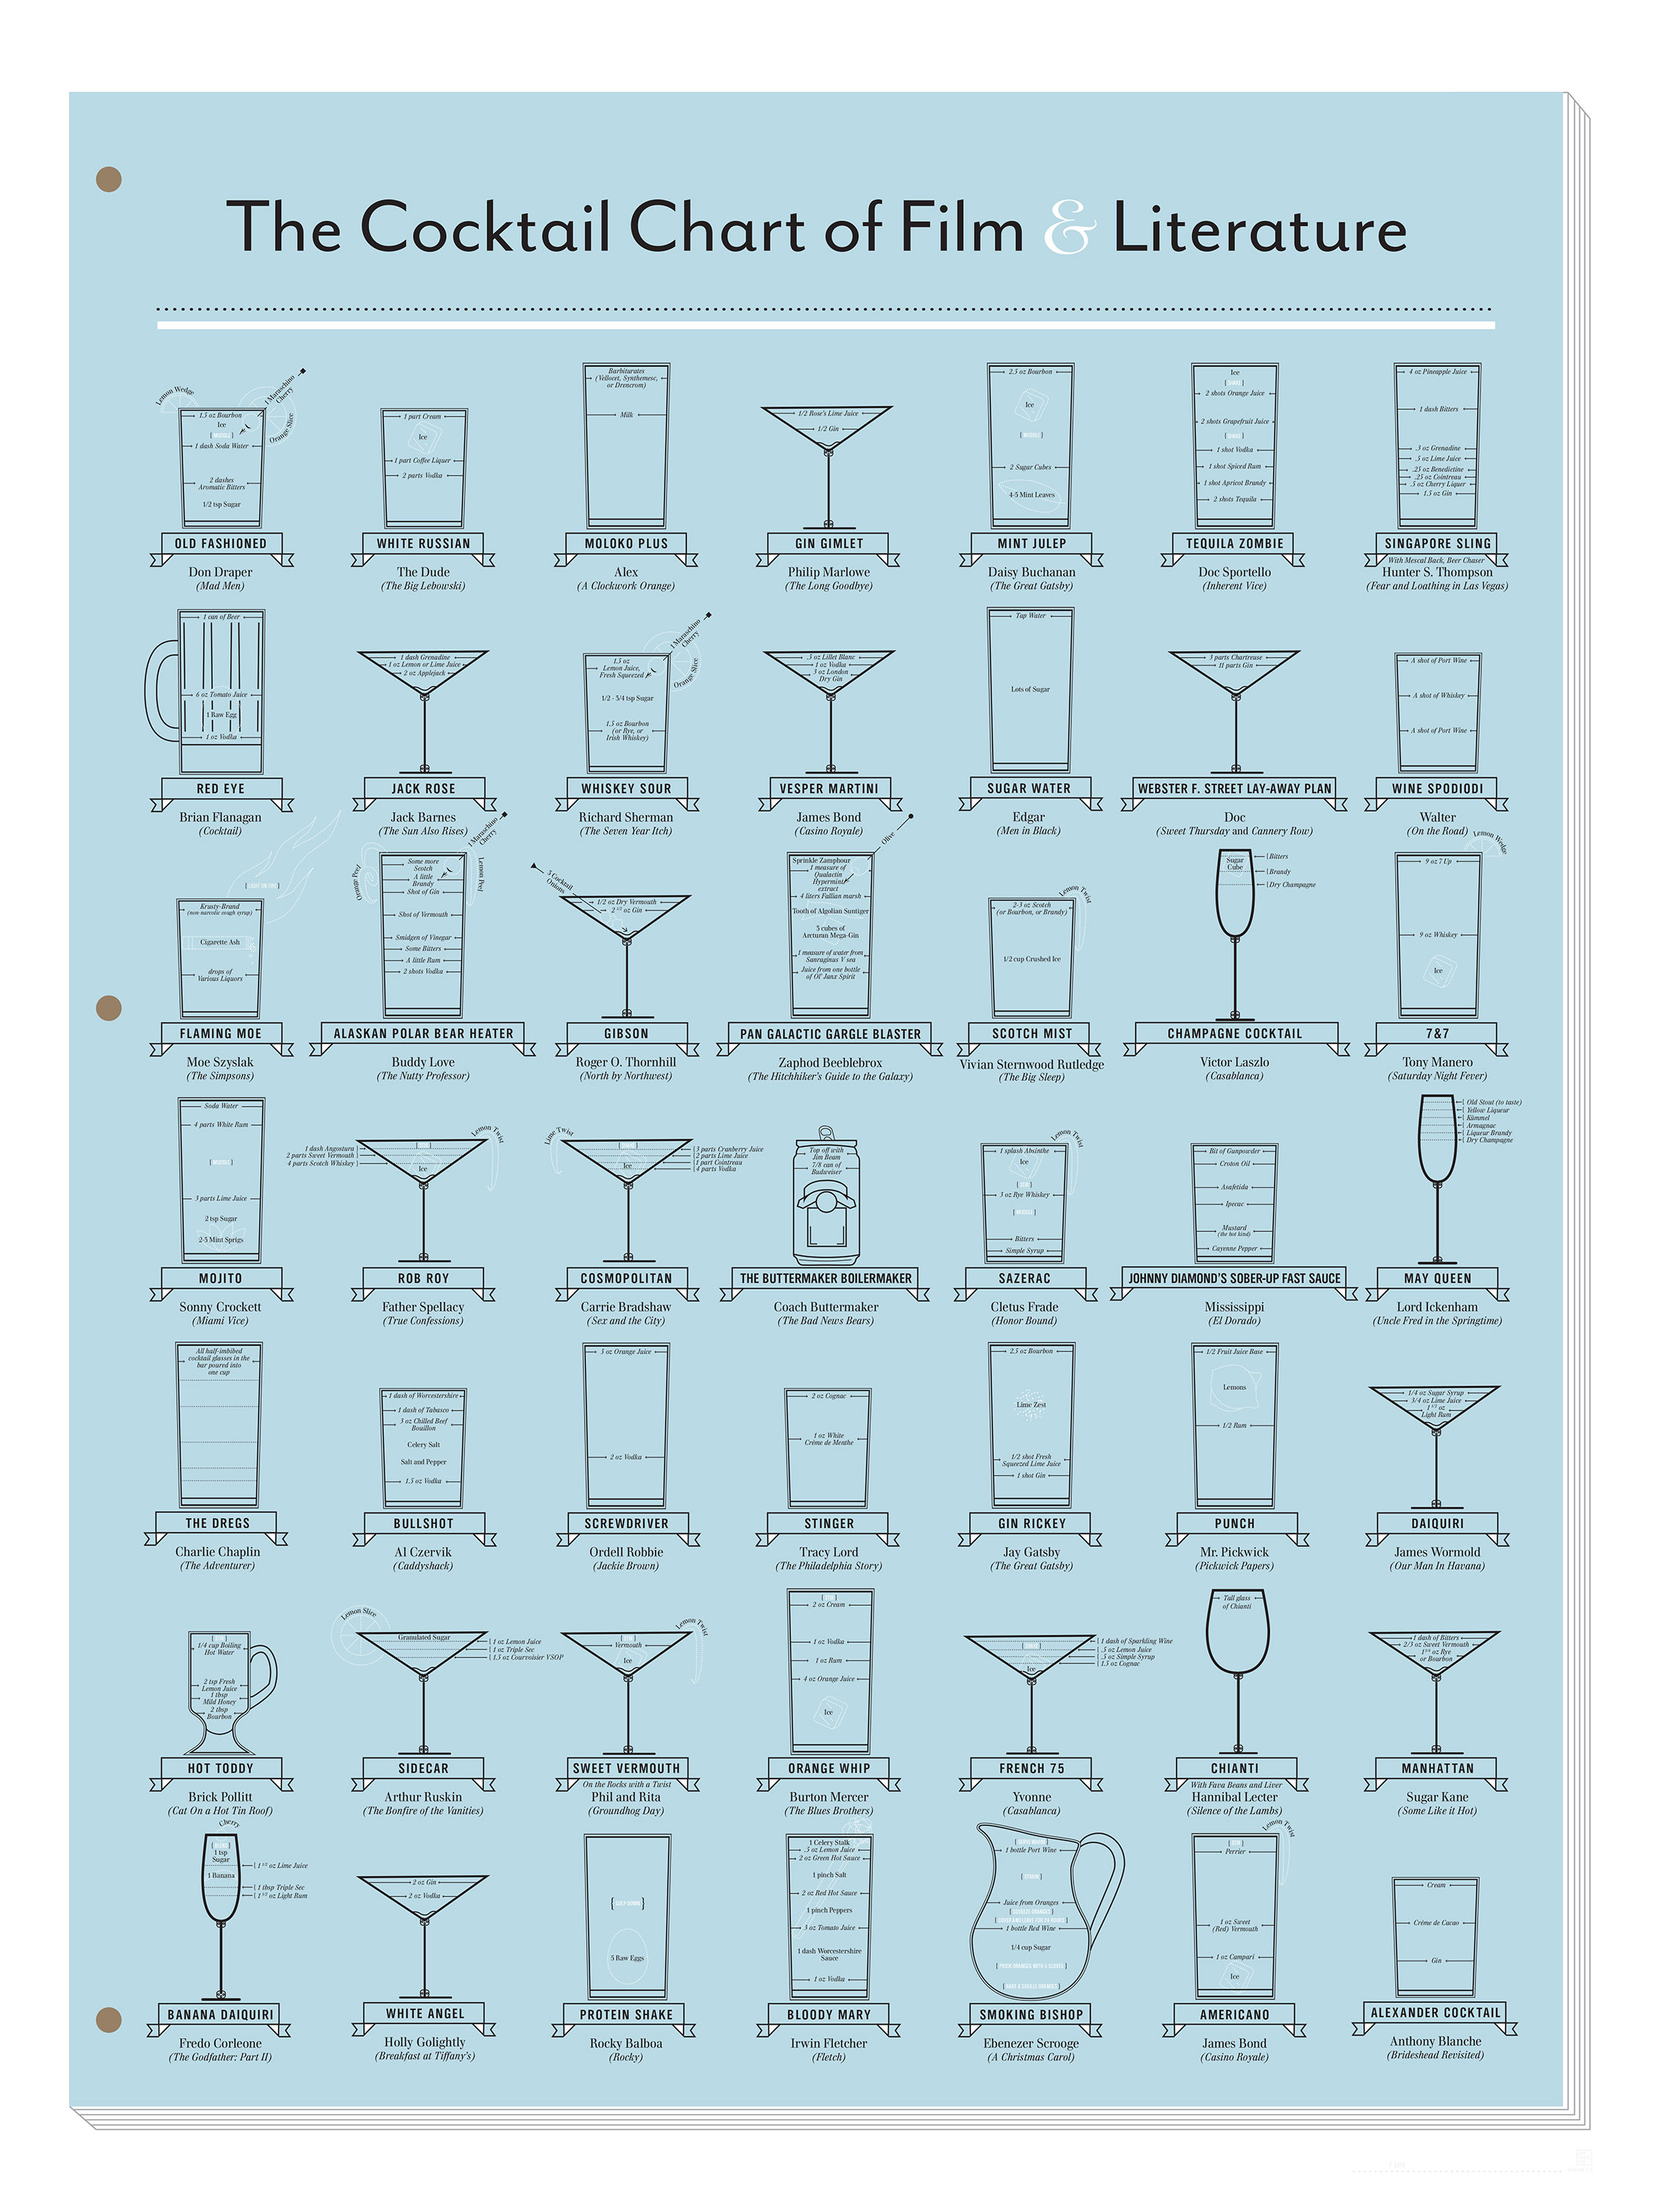 The Cocktail Chart of Film & Literature
Lemon Wedge
1 Maraschino
Cherry
Orange Slice
1.5 oz Bourbon
Ice
[MUDDLE]
1 dash Soda Water
2 dashes
Aromatic Bitters
1/2 tsp Sugar
OLD FASHIONED
Don Draper
(Mad Men)
1 part Cream
Ice
1 part Coffee Liquer
2 parts Vodka
WHITE RUSSIAN
The Dude
(The Big Lebowski)
Barbiturates
(Vellocet, Synthemesc,
or Drencrom)
Milk
MOLOKO PLUS
Alex
(A Clockwork Orange)
1/2 Rose's Lime Juice
1/2 Gin
GIN GIMLET
Philip Marlowe
(The Long Goodbye)
2.5 oz Bourbon
Ice
[MUDDLE]
2 Sugar Cubes
4-5 Mint Leaves
MINT JULEP
Daisy Buchanan
(The Great Gatsby)
Ice
2 shots Orange Juice
2 shots Grapefruit Juice
1 shot Vodka
1 shot Spiced Rum
1 shot Apricot Brandy
2 shots Tequila
TEQUILA ZOMBIE
Doc Sportello
(Inherent Vice)
4 oz Pineapple Juice
1 dash Bitters
.5 oz Grenadine
.5 oz Lime Juice
.25 oz Benedictine
.25 oz Cointreau
.5 oz Cherry Liquer
1.5 oz Gin
SINGAPORE SLING
With Mescal Back, Beer Chaser
Hunter S. Thompson
(Fear and Loathing in Las Vegas)
1 can of Beer
6 oz Tomato Juice
1 Raw Egg
1 oz Vodka
RED EYE
Brian Flanagan
(Cocktail)
1 dash Grenadine
1 oz Lemon or Lime Juice
2 oz Applejack
JACK ROSE
Jack Barnes
(The Sun Also Rises)
1 Maraschino
Cherry
Orange Slice
1.5 oz
Lemon Juice,
Fresh Squeezed
1/2 - 3/4 tsp Sugar
1.5 oz Bourbon
(or Rye, or
Irish Whiskey)
WHISKEY SOUR
Richard Sherman
(The Seven Year Itch)
.5 oz Lillet Blanc
1 oz Vodka
3 oz London
Dry Gin
VESPER MARTINI
James Bond
(Casino Royale)
Tap Water
Lots of Sugar
SUGAR WATER
Edgar
(Men in Black)
3 parts Chartreuse
11 parts Gin
WEBSTER F. STREET LAY-AWAY PLAN
Doc
(Sweet Thursday and Cannery Row)
A shot of Port Wine
A shot of Whiskey
A shot of Port Wine
WINE SPODIODI
Walter
(On the Road)
[LIGHT ON FIRE]
Krusty-Brand
(non-narcotic cough syrup)
Cigarette Ash
drops of
Various Liquors
FLAMING MOE
Moe Szyslak
(The Simpsons)
1 Maraschino
Cherry
Orange Peel
Lemon Peel
Some more
Scotch
A little
Brandy
Shot of Gin
Shot of Vermouth
Smidgen of Vinegar
Some Bitters
A little Rum
2 shots Vodka
ALASKAN POLAR BEAR HEATER
Buddy Love
(The Nutty Professor)
3 Cocktail
Onions
1/2 oz Dry Vermouth
2 1/2 oz Gin
GIBSON
Roger O. Thornhill
(North by Northwest)
Olive
Sprinkle Zamphour
1 measure of
Qualactin
Hypermint
extract
4 liters Fallian marsh
Tooth of Algolian Suntiger
3 cubes of
Arcturan Mega-Gin
1 measure of water from
Santraginus V sea
Juice from one bottle
of Ol' Janx Spirit
PAN GALACTIC GARGLE BLASTER
Zaphod Beeblebrox
(The Hitchhiker's Guide to the Galaxy)
Lemon Twist
2-3 oz Scotch
(or Bourbon, or Brandy)
1/2 cup Crushed Ice
SCOTCH MIST
Vivian Sternwood Rutledge
(The Big Sleep)
Sugar
Cube
Bitters
Brandy
Dry Champagne
CHAMPAGNE COCKTAIL
Victor Laszlo
(Casablanca)
Lemon Wedge
9 oz 7 Up
9 oz Whiskey
Ice
7&7
Tony Manero
(Saturday Night Fever)
Soda Water
4 parts White Rum
[MUDDLE]
3 parts Lime Juice
2 tsp Sugar
2-3 Mint Sprigs
MOJITO
Sonny Crockett
(Miami Vice)
Lemon Twist
1 dash Angostura
2 parts Sweet Vermouth
4 parts Scotch Whiskey
Ice
ROB ROY
Father Spellacy
(True Confessions)
Lime Twist
3 parts Cranberry Juice
2 parts Lime Juice
1 part Cointreau
4 parts Vodka
Ice
COSMOPOLITAN
Carrie Bradshaw
(Sex and the City)
Top off with
Jim Beam
7/8 can of
Budweiser
THE BUTTERMAKER BOILERMAKER
Coach Buttermaker
(The Bad News Bears)
Lemon Twist
1 splash Absinthe
Ice
[STIR]
3 oz Rye Whiskey
[MUDDLE]
Bitters
Simple Syrup
SAZERAC
Cletus Frade
(Honor Bound)
Bit of Gunpowder
Croton Oil
Asafetida
Ipecac
Mustard
(the hot kind)
Cayenne Pepper
JOHNNY DIAMOND'S SOBER-UP FAST SAUCE
Mississippi
(El Dorado)
Old Stout (to taste)
Yellow Liqueur
Kümmel
Armagnac
Liqueur Brandy
Dry Champagne
MAY QUEEN
Lord Ickenham
(Uncle Fred in the Springtime)
All half-imbibed
cocktail glasses in the
bar poured into
one cup
THE DREGS
Charlie Chaplin
(The Adventurer)
1 dash of Worcestershire
1 dash of Tabasco
3 oz Chilled Beef
Bouillon
Celery Salt
Salt and Pepper
1.5 oz Vodka
BULLSHOT
Al Czervik
(Caddyshack)
5 oz Orange Juice
2 oz Vodka
SCREWDRIVER
Ordell Robbie
(Jackie Brown)
2 oz Cognac
1 oz White
Crème de Menthe
STINGER
Tracy Lord
(The Philadelphia Story)
2.5 oz Bourbon
Lime Zest
1/2 shot Fresh
Squeezed Lime Juice
1 shot Gin
GIN RICKEY
Jay Gatsby
(The Great Gatsby)
1/2 Fruit Juice Base
Lemons
1/2 Rum
PUNCH
Mr. Pickwick
(Pickwick Papers)
1/4 oz Sugar Syrup
3/4 oz Lime Juice
1 1/2 oz
Light Rum
DAIQUIRI
James Wormold
(Our Man In Havana)
1/4 cup Boiling
Hot Water
2 tsp Fresh
Lemon Juice
1 tbsp
Mild Honey
2 tbsp
Bourbon
HOT TODDY
Brick Pollitt
(Cat On a Hot Tin Roof)
Lemon Slice
Granulated Sugar
1 oz Lemon Juice
1 oz Triple Sec
1.5 oz Courvoisier VSOP
SIDECAR
Arthur Ruskin
(The Bonfire of the Vanities)
Lemon Twist
Vermouth
Ice
SWEET VERMOUTH
On the Rocks with a Twist
Phil and Rita
(Groundhog Day)
2 oz Cream
1 oz Vodka
1 oz Rum
4 oz Orange Juice
Ice
ORANGE WHIP
Burton Mercer
(The Blues Brothers)
1 dash of Sparkling Wine
.5 oz Lemon Juice
.5 oz Simple Syrup
1.5 oz Cognac
Ice
FRENCH 75
Yvonne
(Casablanca)
Tall glass
of Chianti
CHIANTI
With Fava Beans and Liver
Hannibal Lecter
(Silence of the Lambs)
1 dash of Bitters
2/3 oz Sweet Vermouth
1 1/2 oz Rye
or Bourbon
MANHATTAN
Sugar Kane
(Some Like it Hot)
Cherry
1 tsp
Sugar
1 Banana
1 1/2 oz Lime Juice
1 tbsp Triple Sec
1 1/2 oz Light Rum
BANANA DAIQUIRI
Fredo Corleone
(The Godfather: Part II)
2 oz Gin
2 oz Vodka
WHITE ANGEL
Holly Golightly
(Breakfast at Tiffany's)
{GULP DOWN}
5 Raw Eggs
PROTEIN SHAKE
Rocky Balboa
(Rocky)
1 Celery Stalk
.5 oz Lemon Juice
2 oz Green Hot Sauce
1 pinch Salt
2 oz Red Hot Sauce
1 pinch Peppers
3 oz Tomato Juice
1 dash Worcestershire
Sauce
1 oz Vodka
BLOODY MARY
Irwin Fletcher
(Fletch)
1 bottle Port Wine
[STRAIN]
Juice from Oranges
[SQUEEZE ORANGES]
[COVER AND LEAVE FOR 24 HOURS]
1 bottle Red Wine
1/4 cup Sugar
[PRICK ORANGES WITH 5 CLOVES]
[BAKE 6 SEVILLE ORANGES]
SMOKING BISHOP
Ebenezer Scrooge
(A Christmas Carol)
Lemon Twist
[STIR]
Perrier
1 oz Sweet
(Red) Vermouth
1 oz Campari
Ice
AMERICANO
James Bond
(Casino Royale)
Cream
Crème de Cacao
Gin
ALEXANDER COCKTAIL
Anthony Blanche
(Brideshead Revisited)